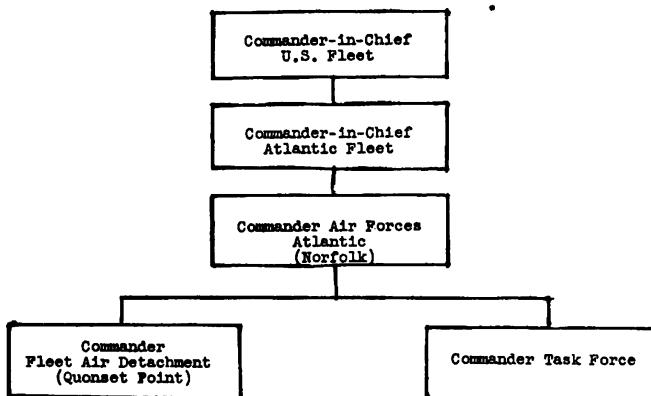 Commander-in-Chief
U.S. Fleet
Commander-in-Chief
Atlantic Fleet
Commander Air Forces
Atlantic
(Norfolk)
Commander
Fleet Air Detachment
(Quonset Point)
Commander Task Force